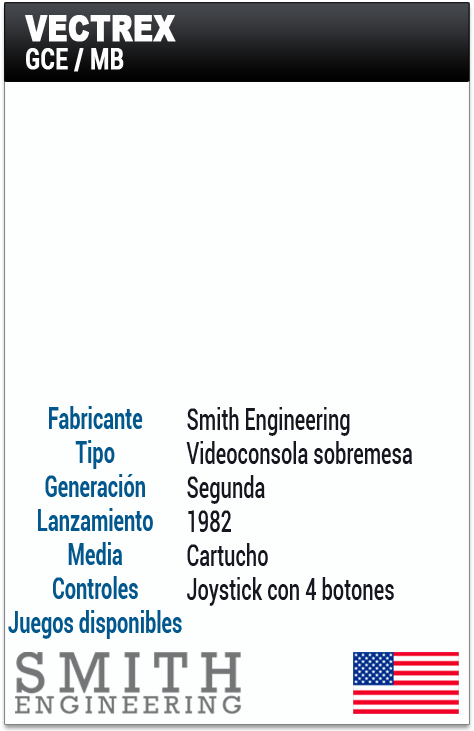 VECTREX
GCE / MB
Fabricante Smith Engineering
Tipo Videoconsola sobremesa
Generación Segunda
Lanzamiento 1982
Media Cartucho
Controles Joystick con 4 botones
Juegos disponibles
SMITH
ENGINEERING